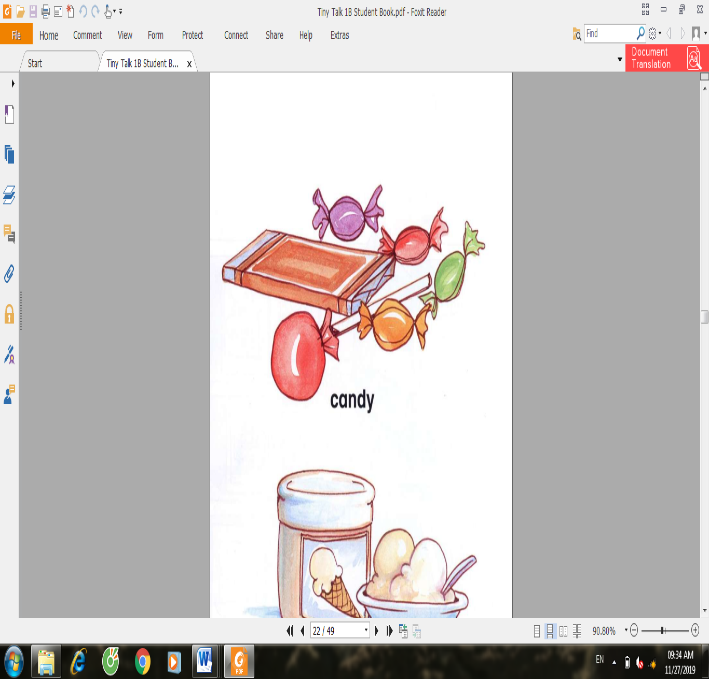 Tiny Talk 1B Student Book.pdf - Foxit Reader
File Home Comment View Form Protect Connect Share Help Extras
Find
Start
Tiny Talk 1B Student B...
Document
Translation
candy
22 / 49
90.80%
EN
09:34 AM
11/27/2019